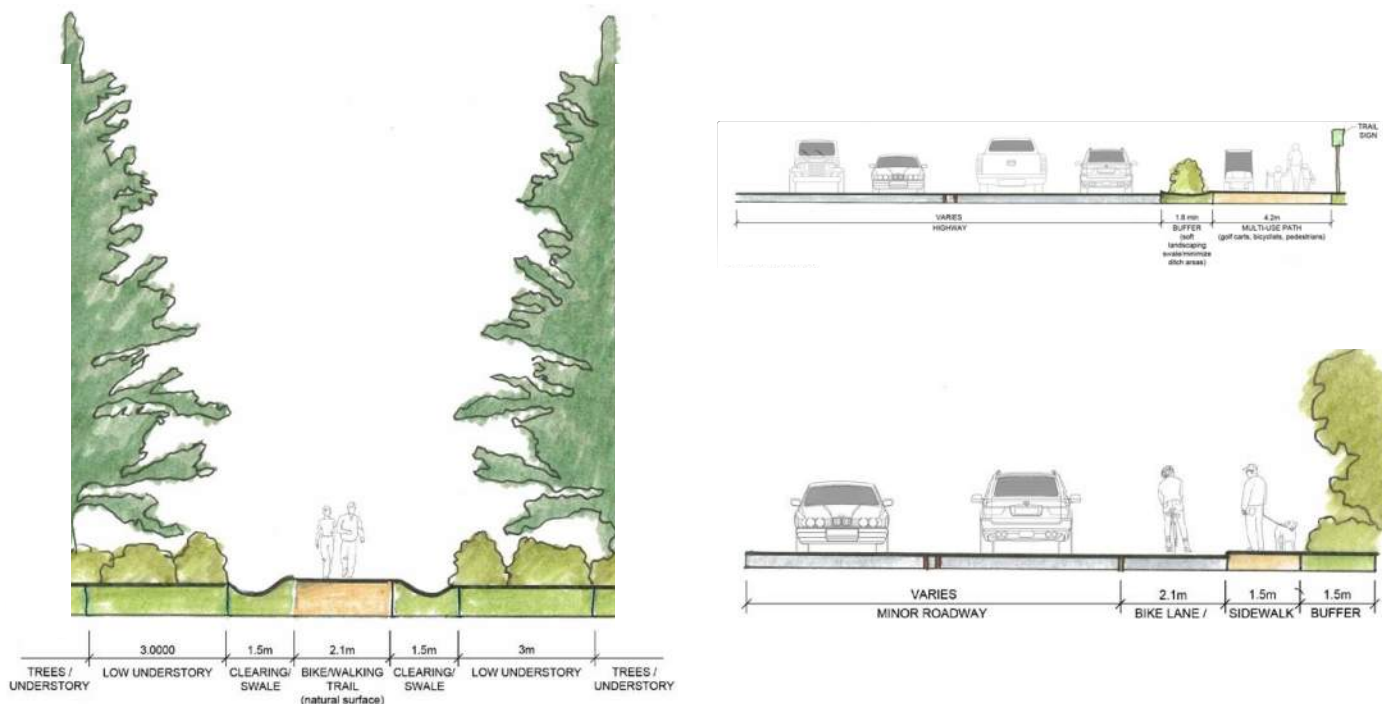 3.0000 1.5m 2.1m 1.5m 3m
TREES / LOW UNDERSTORY CLEARING/ BIKE/WALKING CLEARING/ LOW UNDERSTORY TREES /
UNDERSTORY SWALE TRAIL SWALE UNDERSTORY
(natural surface)
TRAIL
SIGN
VARIES 1.8 min 4.2m
HIGHWAY BUFFER MULTI-USE PATH
(soft (golf carts, bicyclists, pedestrians)
landscaping
swale/minimize
ditch areas)
VARIES 2.1m 1.5m 1.5m
MINOR ROADWAY BIKE LANE / SIDEWALK BUFFER